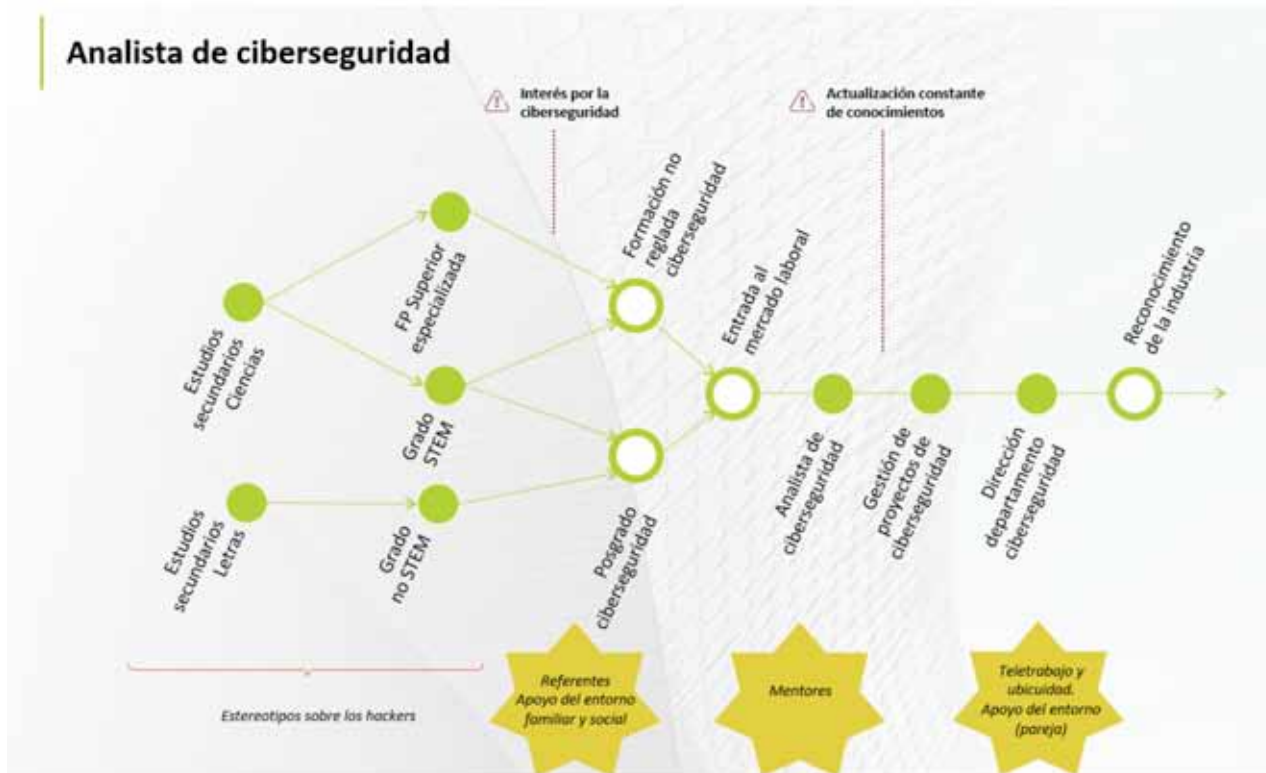 Analista de ciberseguridad
Interés por la
ciberseguridad
Actualización constante
de conocimientos
Estudios
secundarios
Ciencias
FP Superior
especializada
Formación no
reglada
ciberseguridad
Entrada al
mercado laboral
Reconocimiento
de la industria
Estudios
secundarios
Letras
Grado
STEM
Grado
no STEM
Posgrado
ciberseguridad
Analista de
ciberseguridad
Gestión de
proyectos de
ciberseguridad
Dirección
departamento
ciberseguridad
Estereotipos sobre los hackers
Referentes
Apoyo del entorno
familiar y social
Mentores
Teletrabajo y
ubicuidad.
Apoyo del entorno
(pareja)